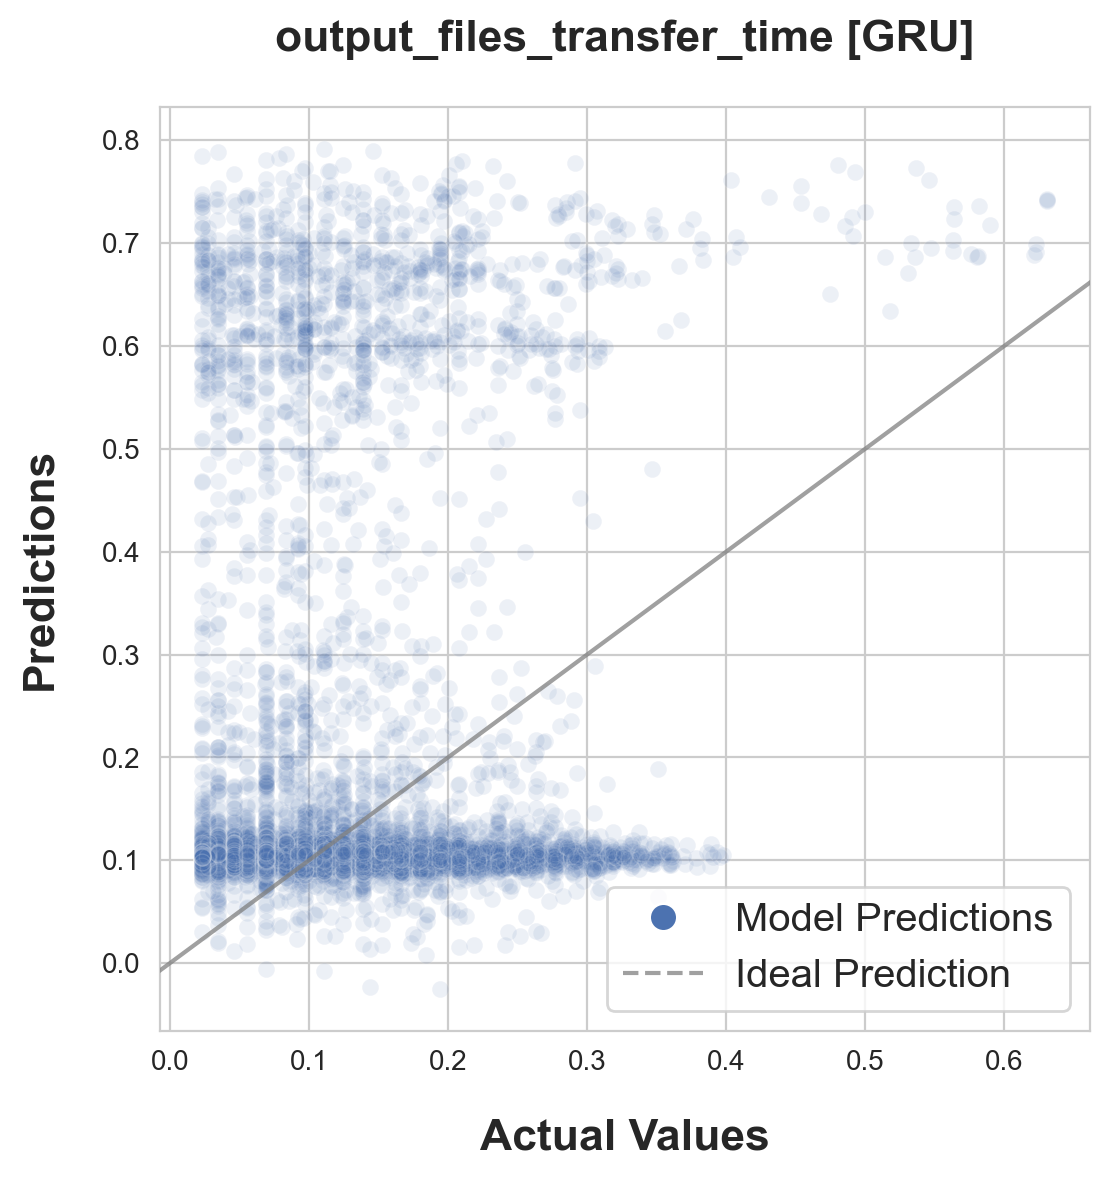 output_files_transfer_time [GRU]
0.8
0.7
0.6
0.5
0.4
0.3
0.2
0.1
0.0
Predictions
Model Predictions
Ideal Prediction
0.0 0.1 0.2 0.3 0.4 0.5 0.6
Actual Values